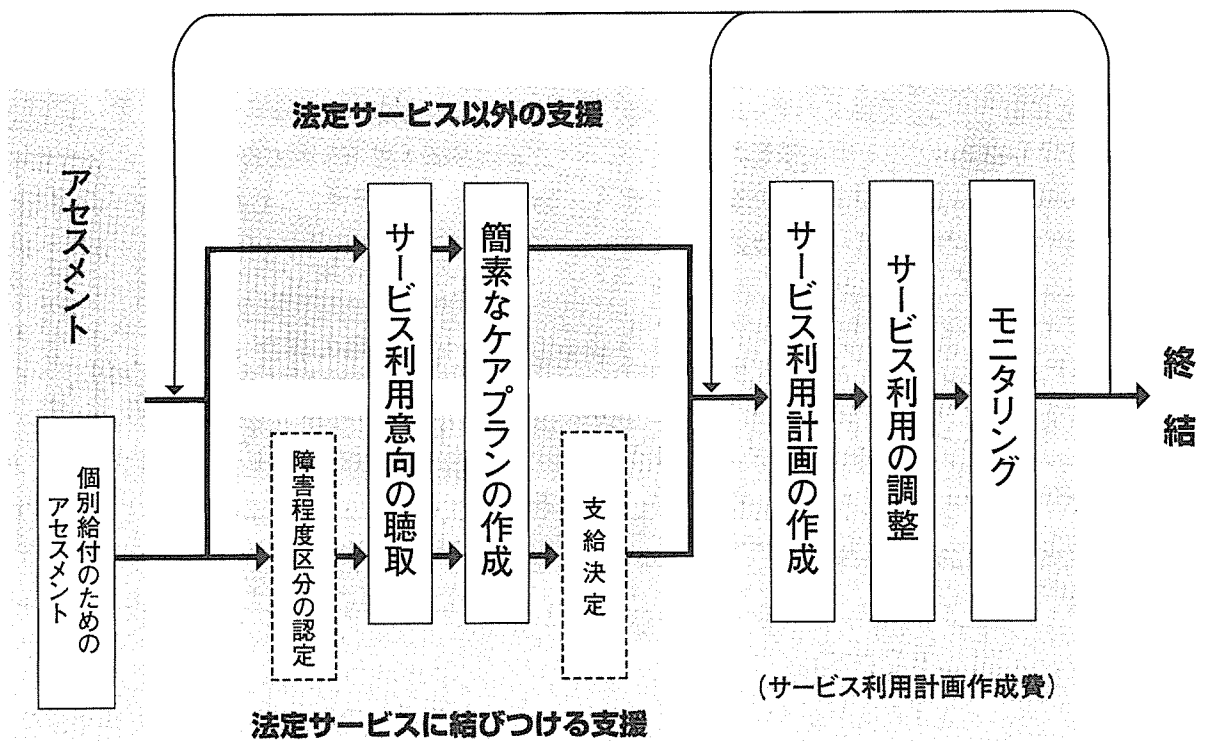 法定サービス以外の支援
アセスメント
個別給付のための
アセスメント
障害程度区分の認定
サービス利用意向の聴取
簡素なケアプランの作成
支給決定
サービス利用計画の作成
サービス利用の調整
モニタリング
終結
(サービス利用計画作成費)
法定サービスに結びつける支援